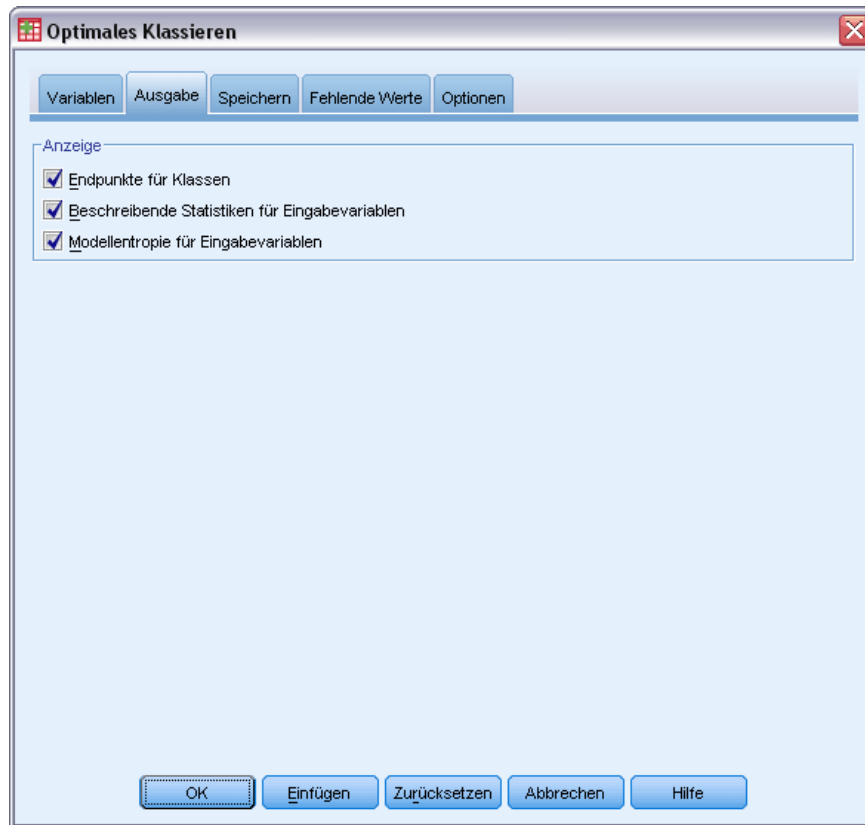 Optimales Klassieren
Variablen Ausgabe Speichern Fehlende Werte Optionen
Anzeige
Endpunkte für Klassen
Beschreibende Statistiken für Eingabevariablen
Modellentropie für Eingabevariablen
OK Einfügen Zurücksetzen Abbrechen Hilfe